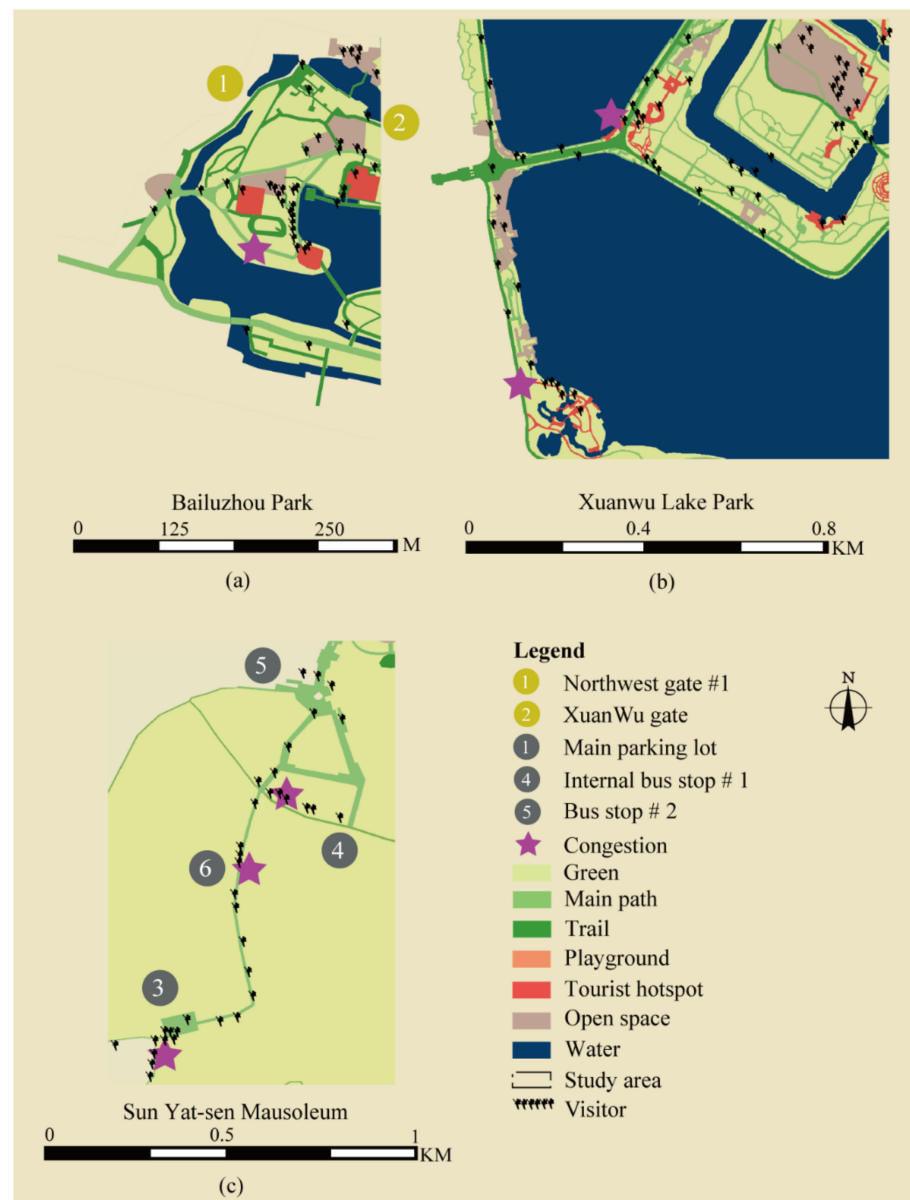 1
2
Bailuzhou Park
0 125 250
M
(a)
Xuanwu Lake Park
0 0.4 0.8
KM
(b)
5
4
6
3
Sun Yat-sen Mausoleum
0 0.5 1
KM
(c)
Legend
1 Northwest gate #1
2 XuanWu gate
1 Main parking lot
4 Internal bus stop # 1
5 Bus stop # 2
Congestion
Green
Main path
Trail
Playground
Tourist hotspot
Open space
Water
Study area
Visitor
N